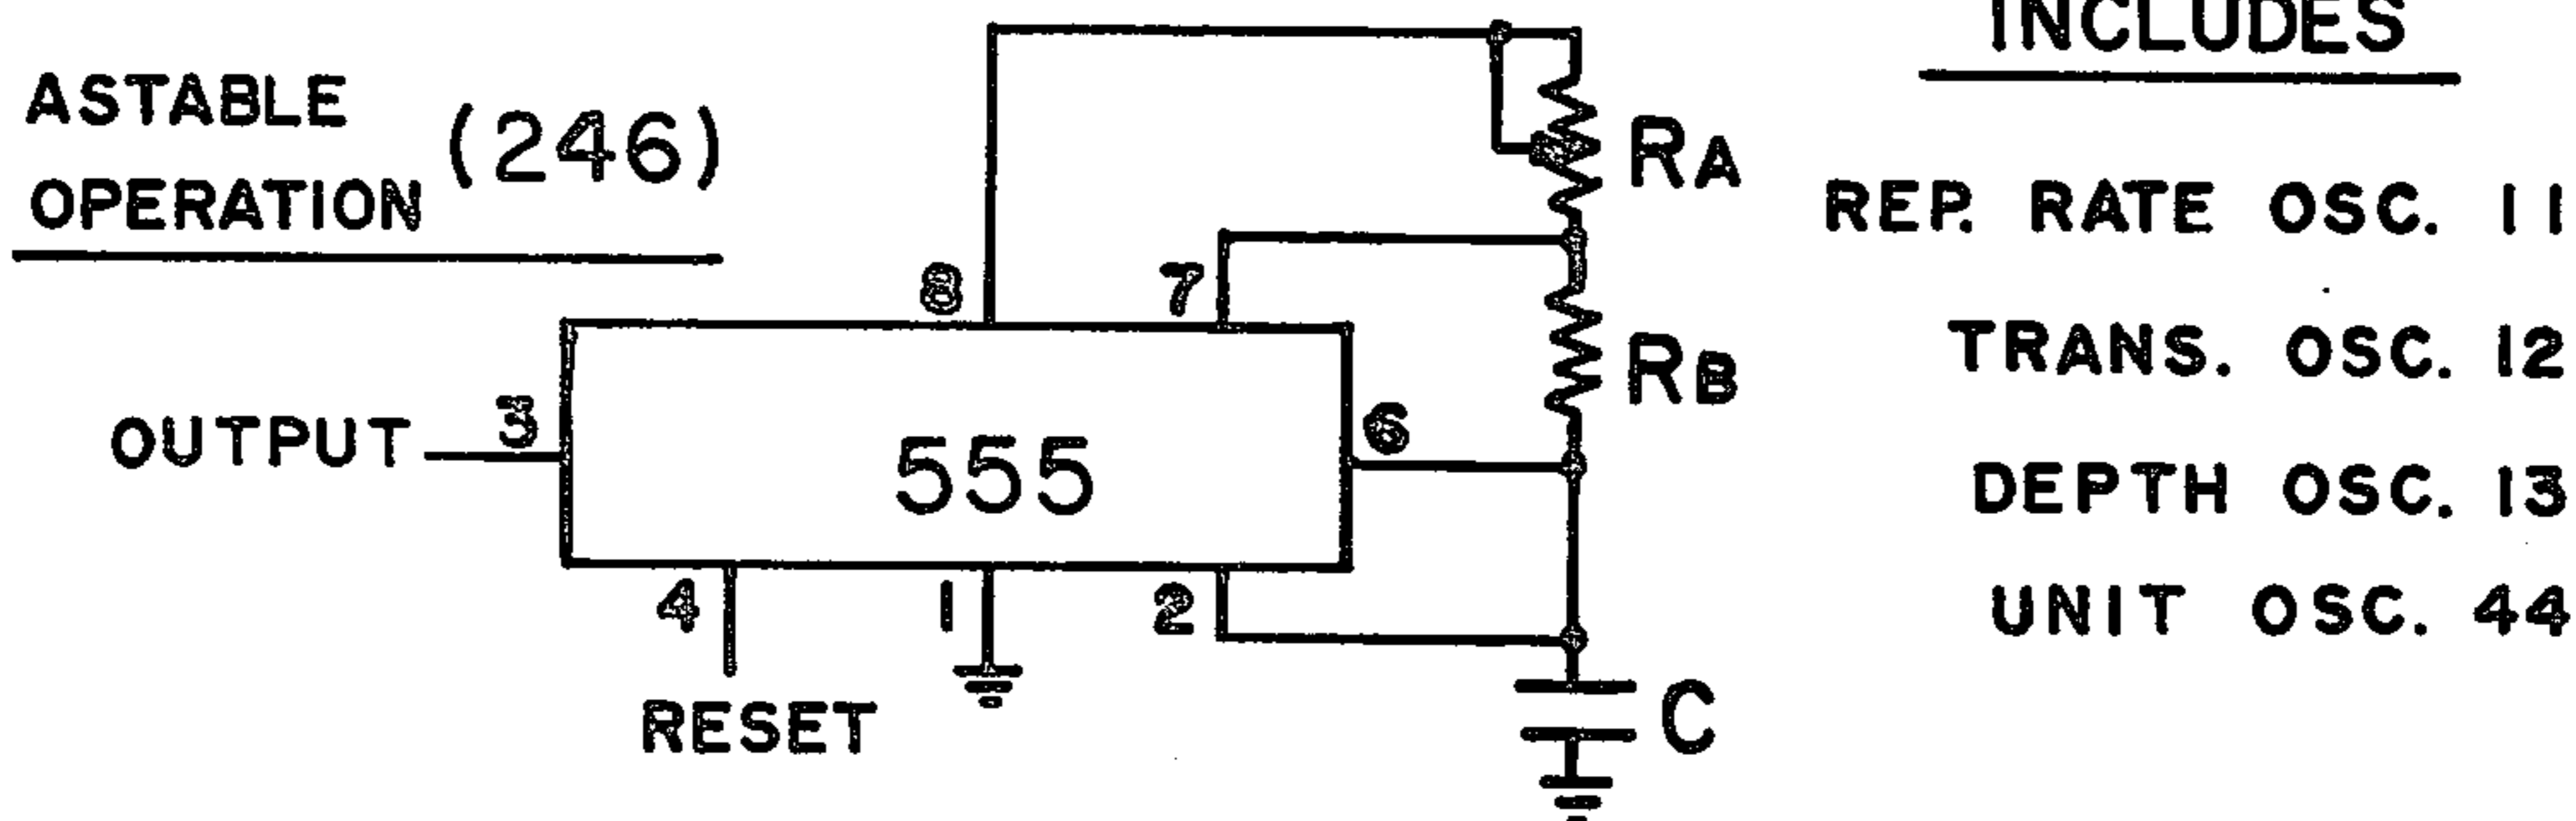 ASTABLE
OPERATION (246)
INCLUDES
REP. RATE OSC. 11
TRANS. OSC. 12
DEPTH OSC. 13
UNIT OSC. 44
RA
RB
8
7
3
6
OUTPUT
555
4
1
2
RESET
C